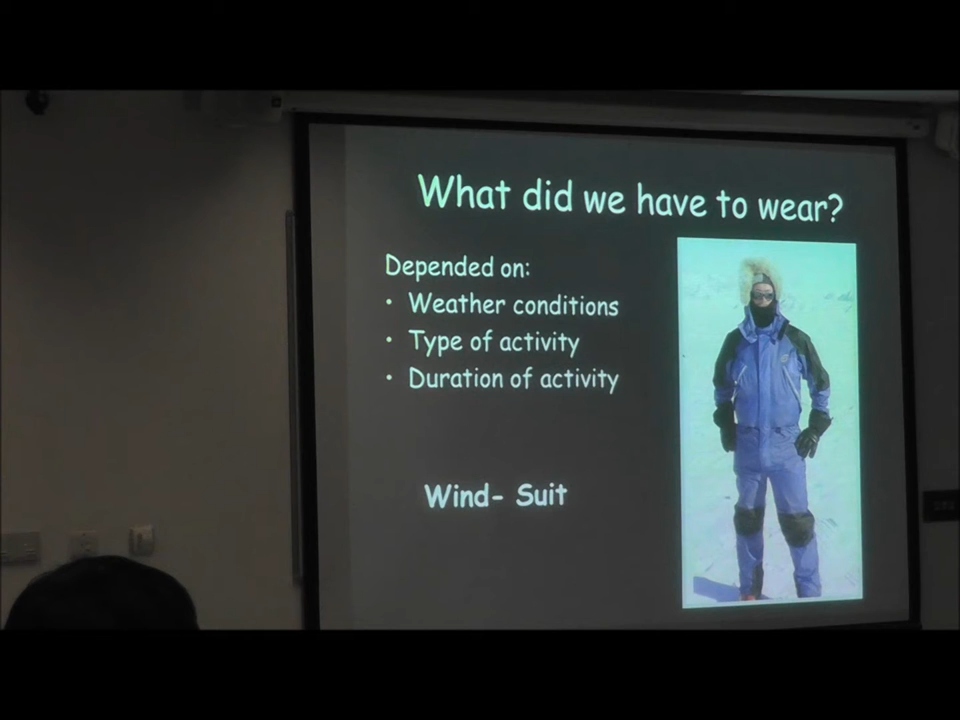 What did we have to wear?
Depended on:
• Weather conditions
• Type of activity
• Duration of activity
Wind- Suit